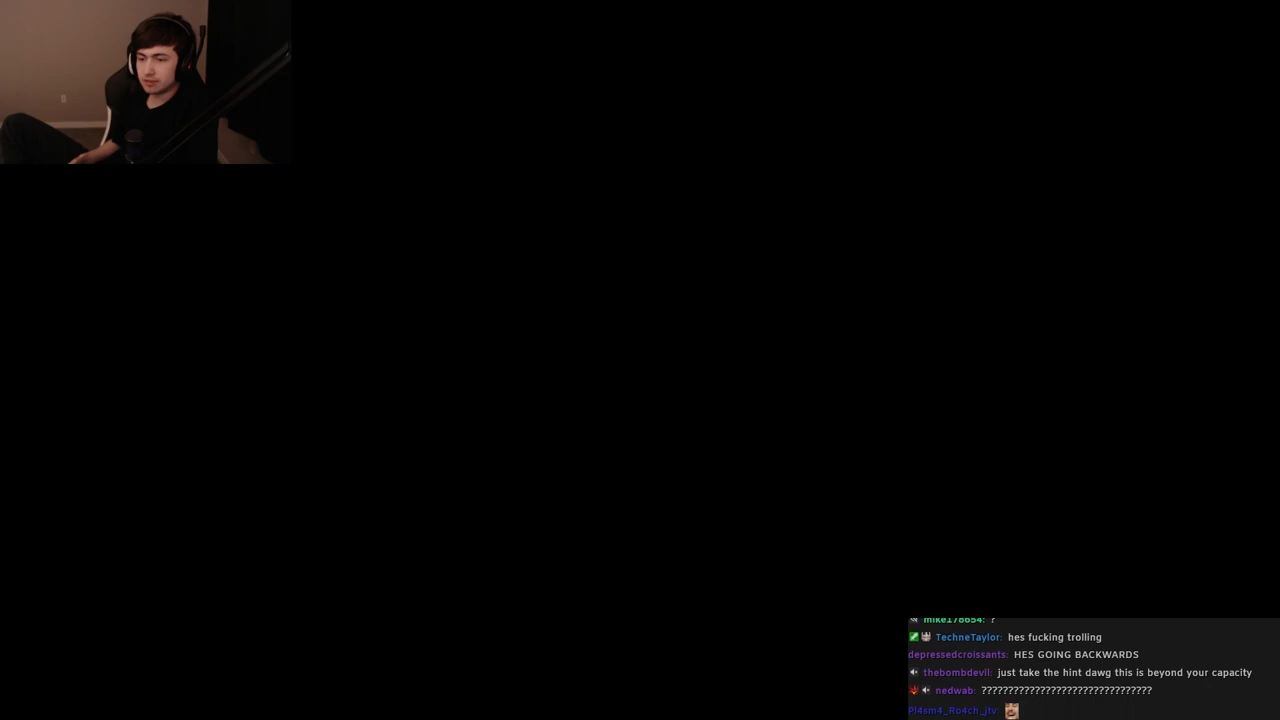 mike178654: ?
TechneTaylor: hes fucking trolling
depressedcroissants: HES GOING BACKWARDS
thebombdevil: just take the hint dawg this is beyond your capacity
nedwab: ????????????????????????????????
Pl4sm4_Ro4ch_jtv: